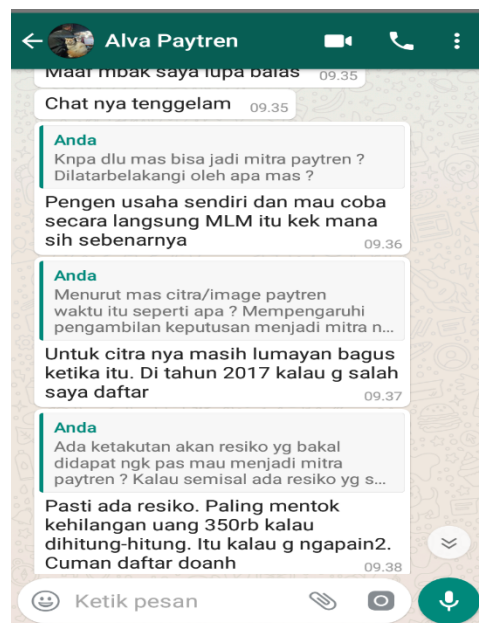 Alva Paytren
Maaf mbak saya lupa balas 09.35
Chat nya tenggelam 09.35
Anda
Knpa dlu mas bisa jadi mitra paytren ?
Dilatarbelakangi oleh apa mas ?
Pengen usaha sendiri dan mau coba
secara langsung MLM itu kek mana
sih sebenarnya 09.36
Anda
Menurut mas citra/image paytren
waktu itu seperti apa ? Mempengaruhi
pengambilan keputusan menjadi mitra n...
Untuk citra nya masih lumayan bagus
ketika itu. Di tahun 2017 kalau g salah
saya daftar 09.37
Anda
Ada ketakutan akan resiko yg bakal
didapat ngk pas mau menjadi mitra
paytren ? Kalau semisal ada resiko yg s...
Pasti ada resiko. Paling mentok
kehilangan uang 350rb kalau
dihitung-hitung. Itu kalau g ngapain2.
Cuman daftar doanh 09.38
Ketik pesan